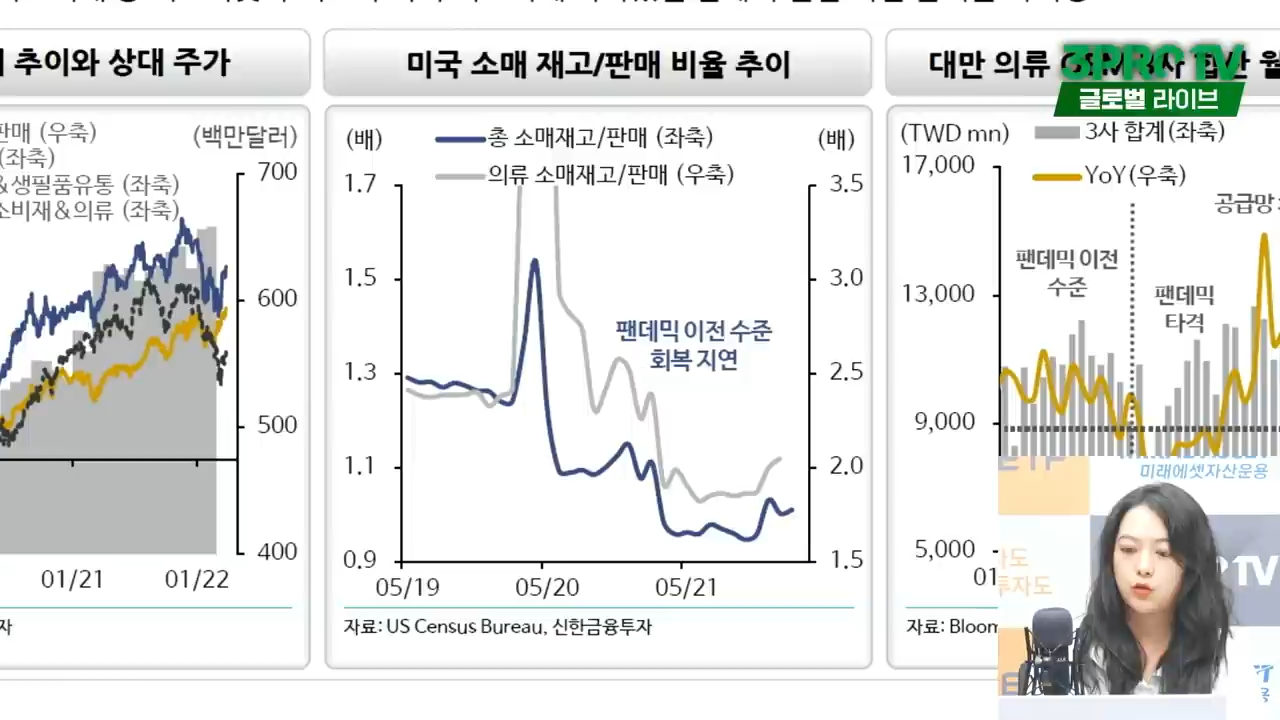 추이와 상대 주가
판매 (우축)
(백만달러)
(좌축)
&생필품유통 (좌축)
소비재&의류 (좌축)
700
600
500
400
01/21
01/22
미국 소매 재고/판매 비율 추이
(배)
총 소매재고/판매 (좌축)
(배)
의류 소매재고/판매 (우축)
1.7
3.5
1.5
3.0
팬데믹 이전 수준
회복 지연
1.3
2.5
1.1
2.0
0.9
1.5
05/19
05/20
05/21
자료: US Census Bureau, 신한금융투자
대만 의류
3PRO TV
글로벌 라이브
(TWD mn)
3사 합계(좌축)
17,000
YoY(우축)
공급망
팬데믹 이전
수준
팬데믹
타격
13,000
9,000
5,000
01
자료: Bloom
ETF
미래에셋자산운용
TV